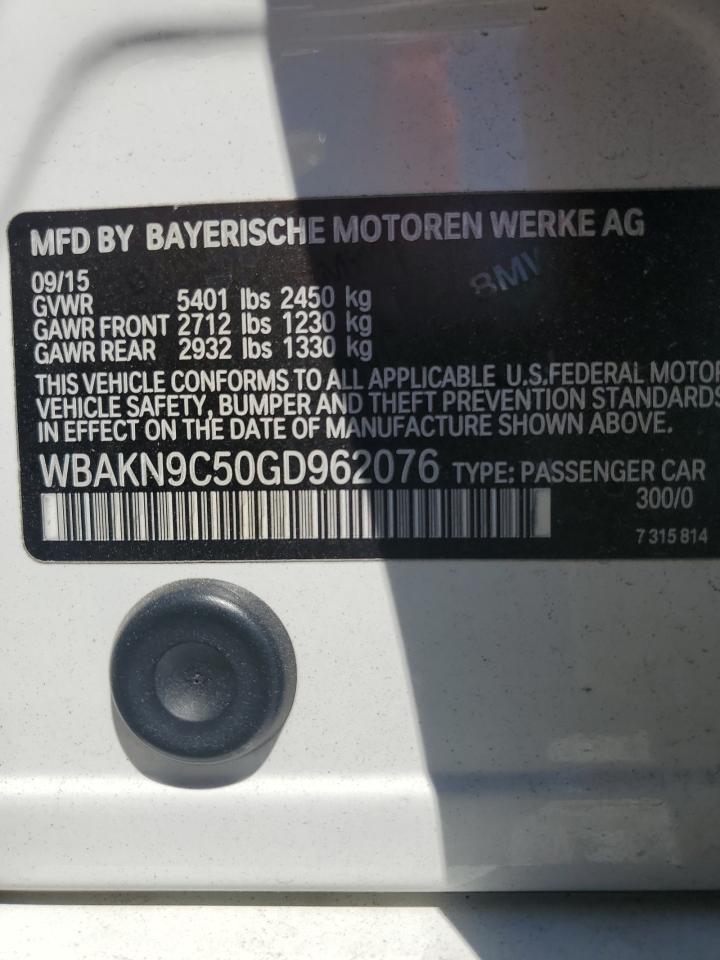 MFD BY BAYERISCHE MOTOREN WERKE AG
09/15
GVWR 5401 lbs 2450 kg
GAWR FRONT 2712 lbs 1230 kg
GAWR REAR 2932 lbs 1330 kg
BMW
THIS VEHICLE CONFORMS TO ALL APPLICABLE U.S.FEDERAL MOTOR
VEHICLE SAFETY, BUMPER AND THEFT PREVENTION STANDARDS
IN EFFECT ON THE DATE OF MANUFACTURE SHOWN ABOVE.
WBAKN9C50GD962076 TYPE: PASSENGER CAR
300/0
7 315 814